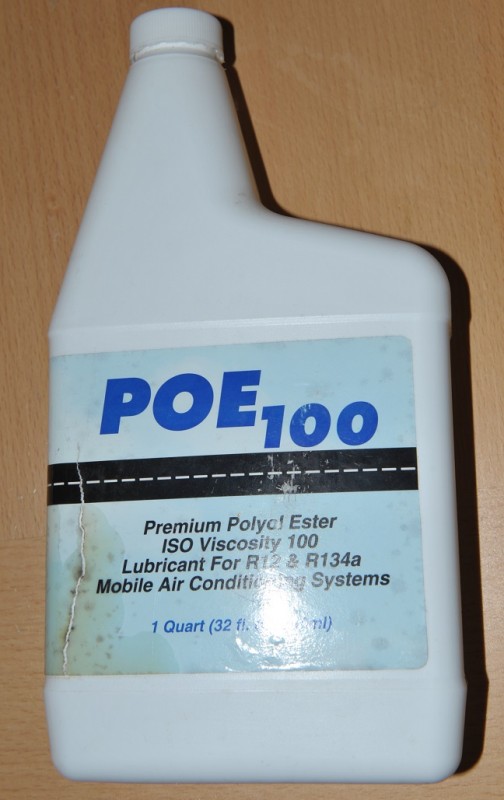 POE100
Premium Polyol Ester
ISO Viscosity 100
Lubricant For R12 & R134a
Mobile Air Conditioning Systems
1 Quart (32 fl. ml)